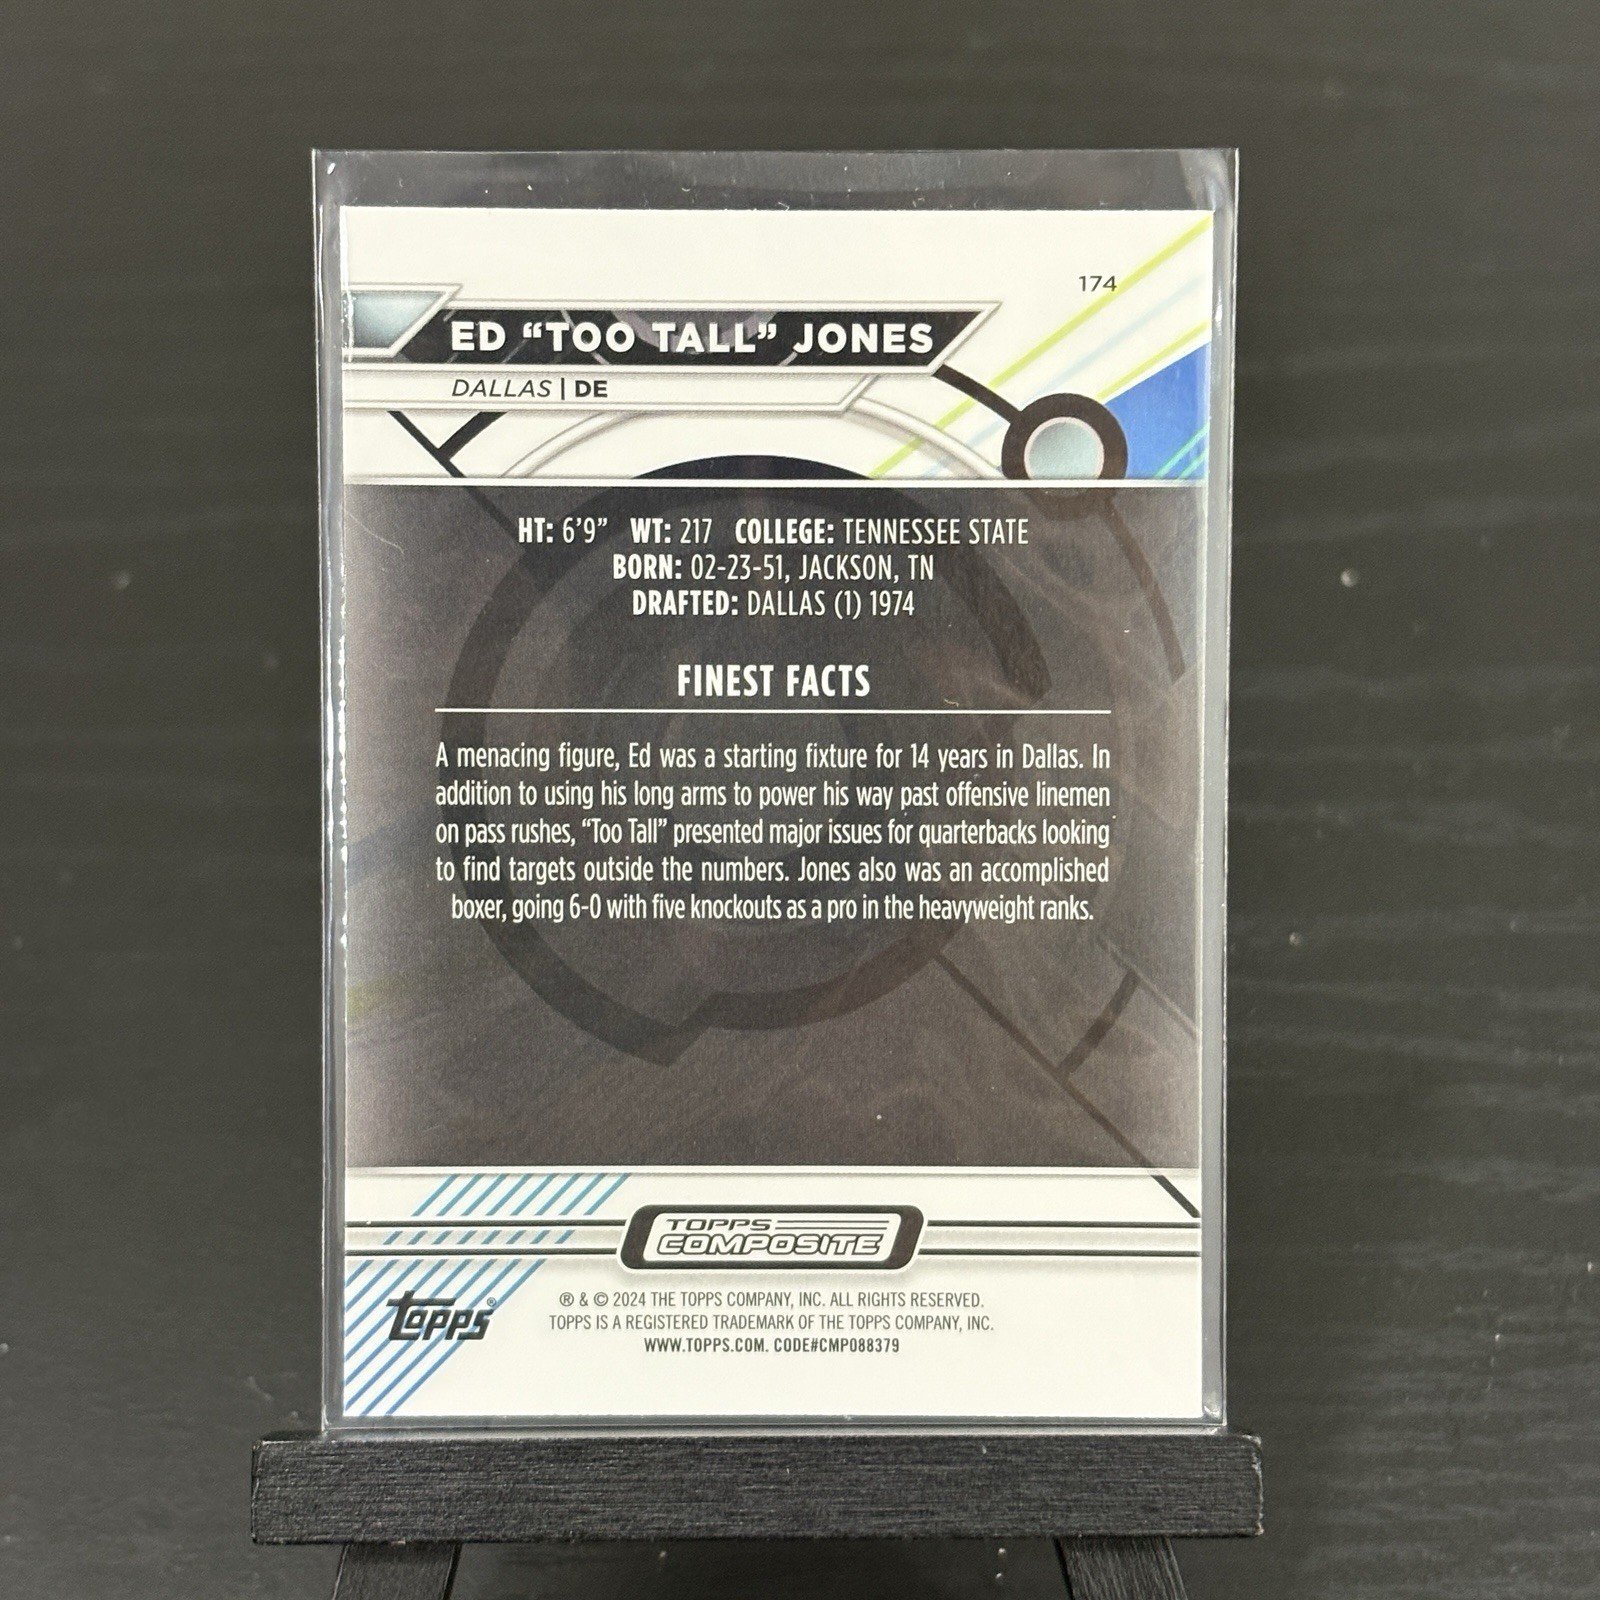 174
ED “TOO TALL” JONES
DALLAS | DE
HT: 6’9” WT: 217 COLLEGE: TENNESSEE STATE
BORN: 02-23-51, JACKSON, TN
DRAFTED: DALLAS (1) 1974
FINEST FACTS
A menacing figure, Ed was a starting fixture for 14 years in Dallas. In
addition to using his long arms to power his way past offensive linemen
on pass rushes, “Too Tall” presented major issues for quarterbacks looking
to find targets outside the numbers. Jones also was an accomplished
boxer, going 6-0 with five knockouts as a pro in the heavyweight ranks.
TOPPS
COMPOSITE
Topps®
® & © 2024 THE TOPPS COMPANY, INC. ALL RIGHTS RESERVED.
TOPPS IS A REGISTERED TRADEMARK OF THE TOPPS COMPANY, INC.
WWW.TOPPS.COM. CODE#CMP088379